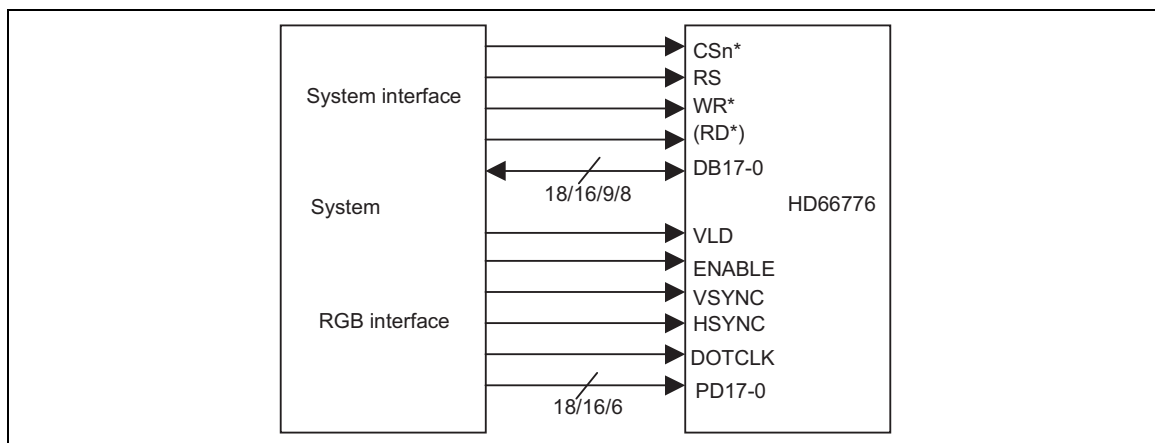 System interface
System
RGB interface
CSn*
RS
WR*
(RD*)
DB17-0
18/16/9/8
HD66776
VLD
ENABLE
VSYNC
HSYNC
DOTCLK
PD17-0
18/16/6